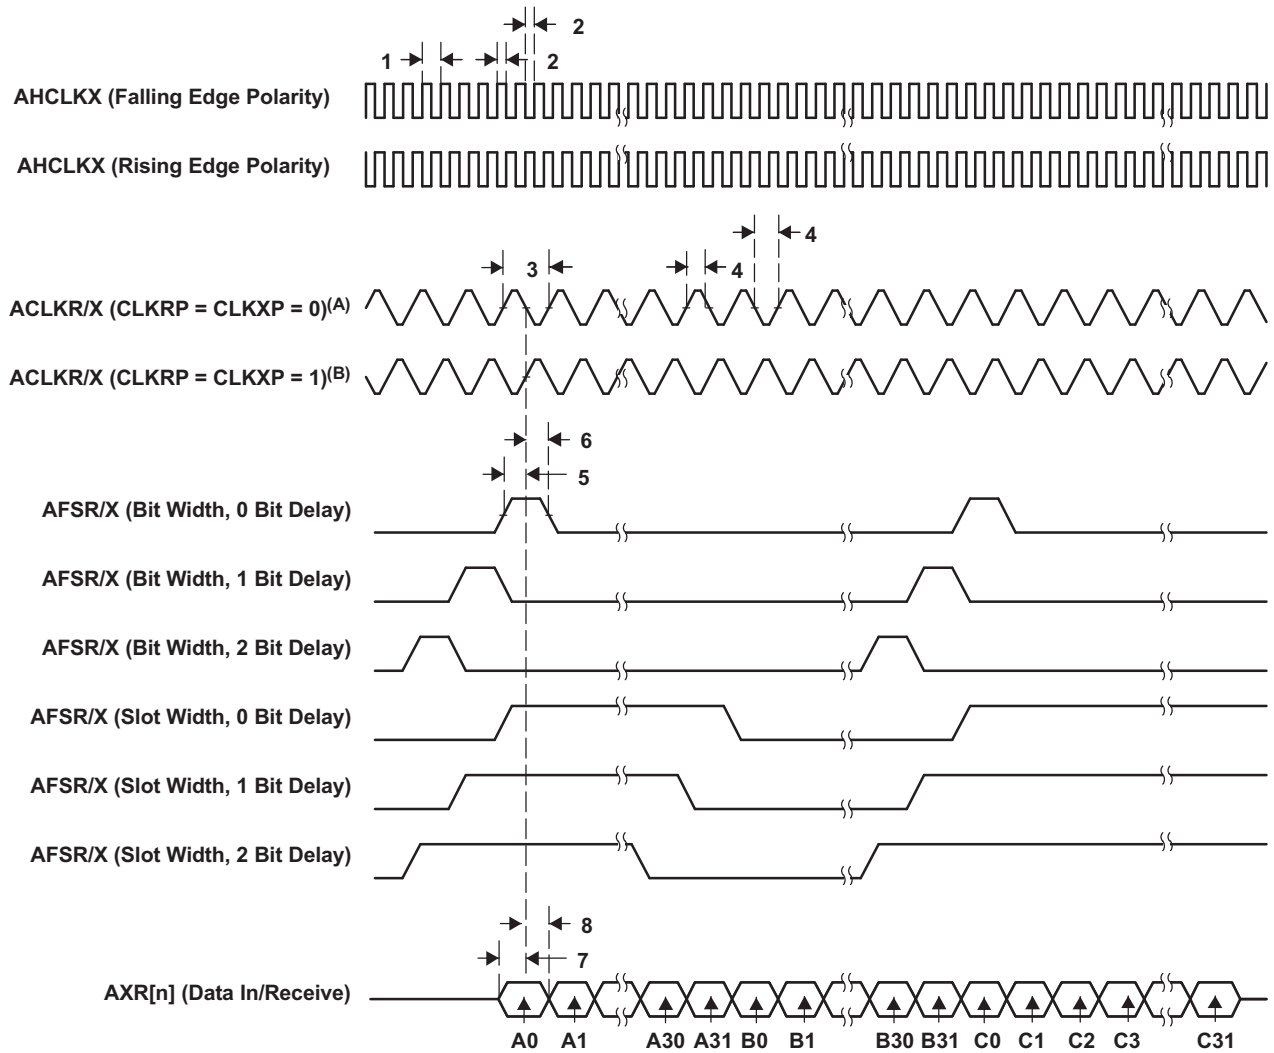 2
1 2
AHCLKX (Falling Edge Polarity)
AHCLKX (Rising Edge Polarity)
4
3 4
ACLKR/X (CLKRP = CLKXP = 0)(A)
ACLKR/X (CLKRP = CLKXP = 1)(B)
6
5
AFSR/X (Bit Width, 0 Bit Delay)
AFSR/X (Bit Width, 1 Bit Delay)
AFSR/X (Bit Width, 2 Bit Delay)
AFSR/X (Slot Width, 0 Bit Delay)
AFSR/X (Slot Width, 1 Bit Delay)
AFSR/X (Slot Width, 2 Bit Delay)
8
7
AXR[n] (Data In/Receive)
A0 A1 A30 A31 B0 B1 B30 B31 C0 C1 C2 C3 C31